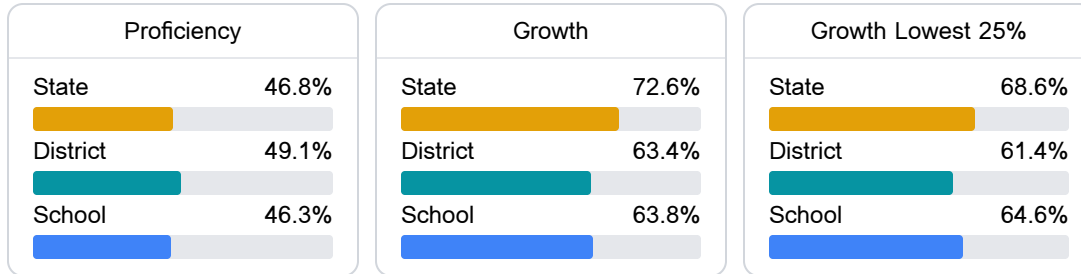 Proficiency
State 46.8%
District 49.1%
School 46.3%
Growth
State 72.6%
District 63.4%
School 63.8%
Growth Lowest 25%
State 68.6%
District 61.4%
School 64.6%